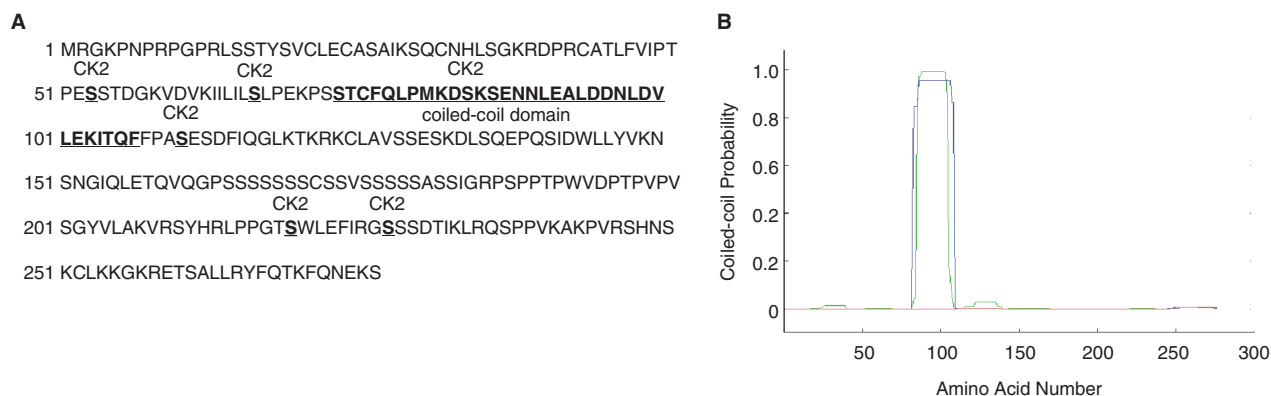 A
1 MRGKPNPRPGPRLSSTYSVCLECASAIKSQCNHLSGKRDPRCATLFVIPT
CK2 CK2 CK2
51 PESSTDGKVDVKIILILSLPEKPSSTCFQLPMKDSKSENNLEALDDNLDV
CK2 coiled-coil domain
101 LEKITQFFPASESDFIQGLKTKRKCLAVSSESKDLSQEPQSIDWLLYVKN
151 SNGIQLETQVQGPSSSSSSSCSSVSSSSSASSIGRPSPPTPWVDPTPVPV
CK2 CK2
201 SGYVLAKVRSYHRLPPGTSWLEFIRGSSSDTIKLRQSPPVKAKPVRSHNS
251 KCLKKGKRETSALLRYFQTKFQNEKS
B
Coiled-coil Probability
1.0
0.8
0.6
0.2
0.2
0
50 100 150 200 250 300
Amino Acid Number